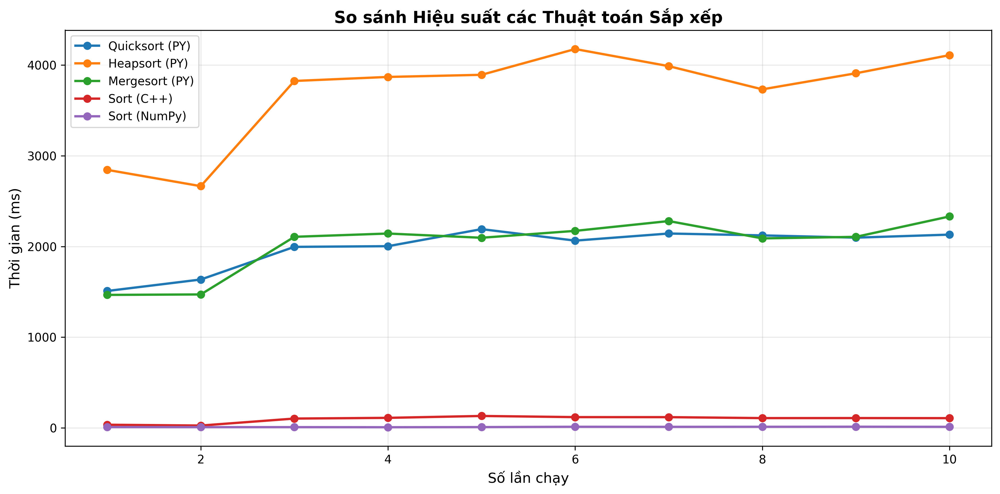 So sánh Hiệu suất các Thuật toán Sắp xếp
Quicksort (PY)
Heapsort (PY)
Mergesort (PY)
Sort (C++)
Sort (NumPy)
Thời gian (ms)
4000
3000
2000
1000
0
2 4 6 8 10
Số lần chạy